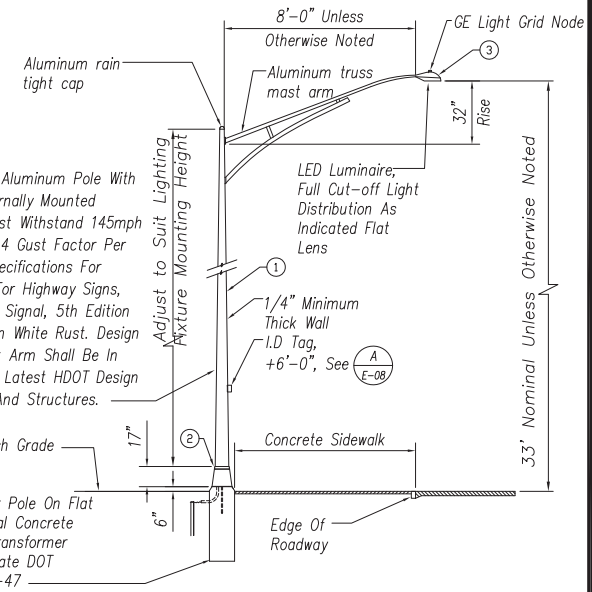 8'-0" Unless
Otherwise Noted
GE Light Grid Node
3
Aluminum rain
tight cap
Aluminum truss
mast arm
32"
Rise
LED Luminaire,
Full Cut-off Light
Distribution As
Indicated Flat
Lens
Aluminum Pole With
rnally Mounted
st Withstand 145mph
4 Gust Factor Per
ecifications For
For Highway Signs,
Signal, 5th Edition
n White Rust. Design
Arm Shall Be In
Latest HDOT Design
And Structures.
Adjust to Suit Lighting
Fixture Mounting Height
1
1/4" Minimum
Thick Wall
I.D Tag,
+6'-0", See
A
E-08
33' Nominal Unless Otherwise Noted
17"
2
Concrete Sidewalk
h Grade
6"
Pole On Flat
al Concrete
ransformer
ate DOT
-47
Edge Of
Roadway